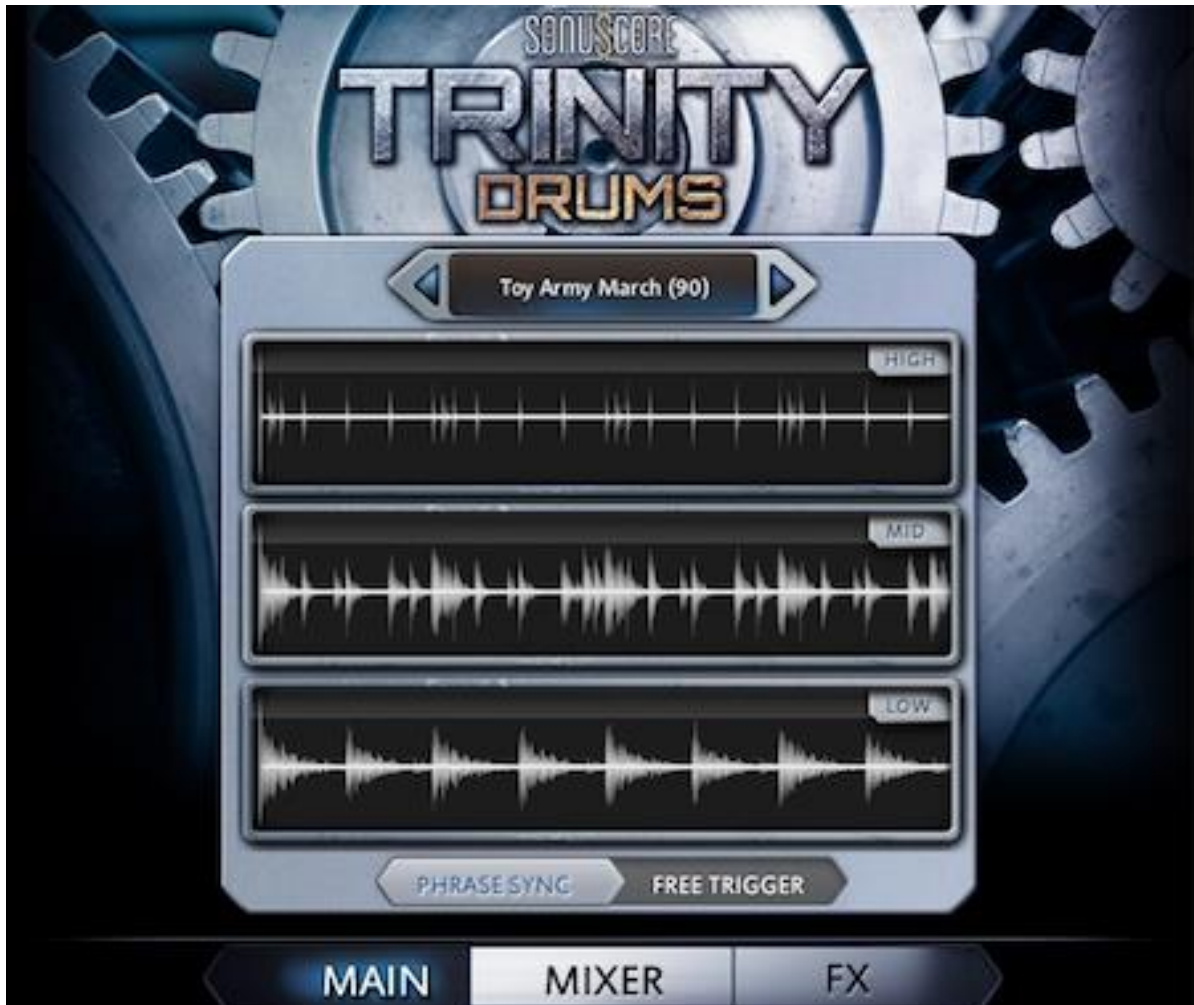 SONUSCORE
TRINITY
DRUMS
Toy Army March (90)
HIGH
MID
LOW
PHRASE SYNC
FREE TRIGGER
MAIN
MIXER
FX